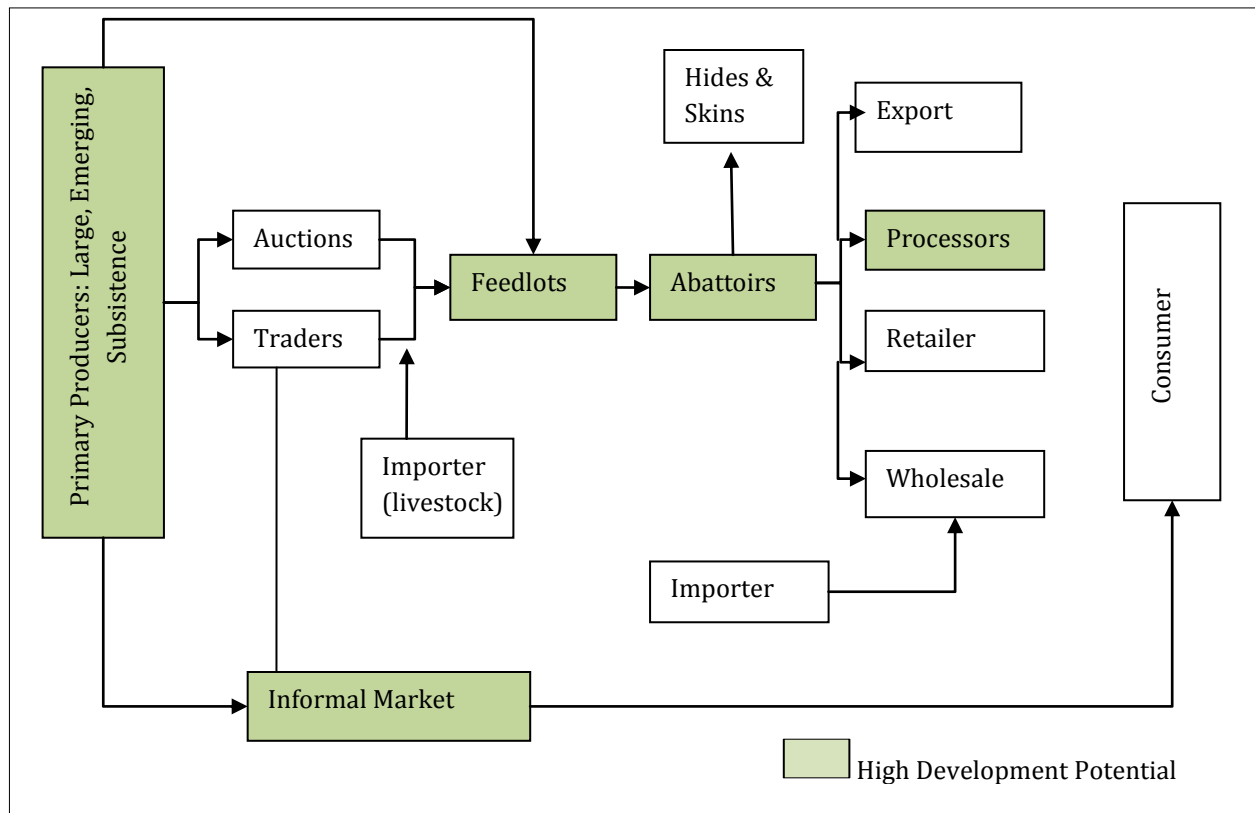 Primary Producers: Large, Emerging,
Subsistence
Auctions
Traders
Importer
(livestock)
Feedlots
Hides &
Skins
Abattoirs
Export
Processors
Retailer
Wholesale
Importer
Consumer
Informal Market
High Development Potential